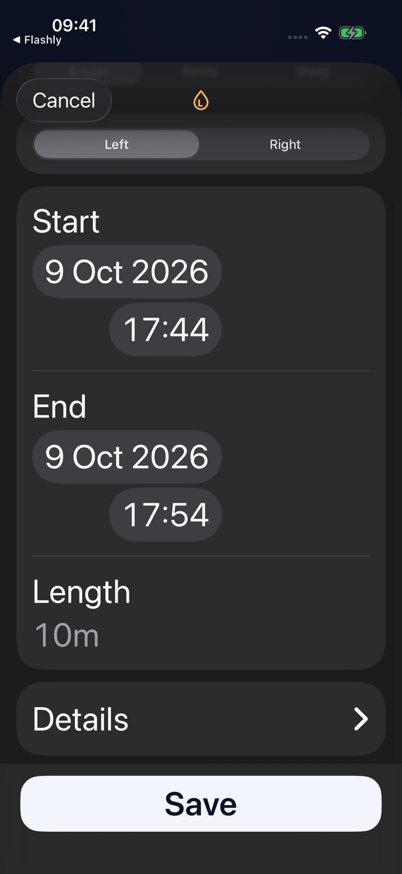 09:41
◀ Flashly
Cancel
L
Left
Right
Start
9 Oct 2026
17:44
End
9 Oct 2026
17:54
Length
10m
Details
Save